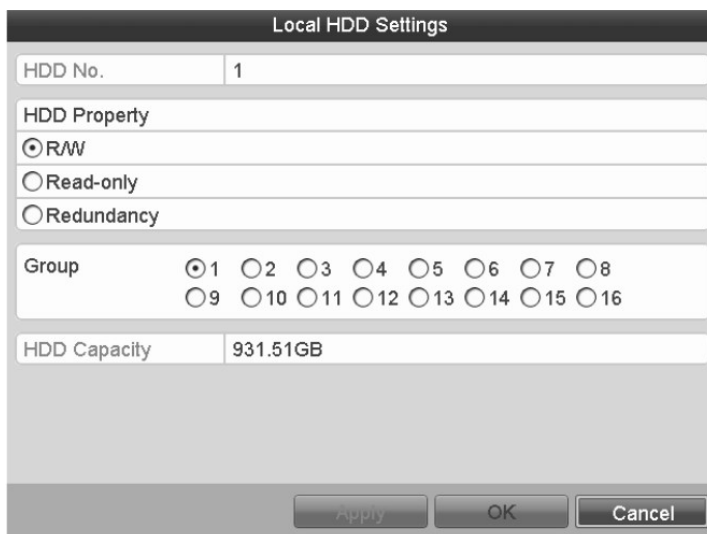 Local HDD Settings
HDD No. 1
HDD Property
R/W
Read-only
Redundancy
Group 1 2 3 4 5 6 7 8
9 10 11 12 13 14 15 16
HDD Capacity 931.51GB
Apply OK Cancel